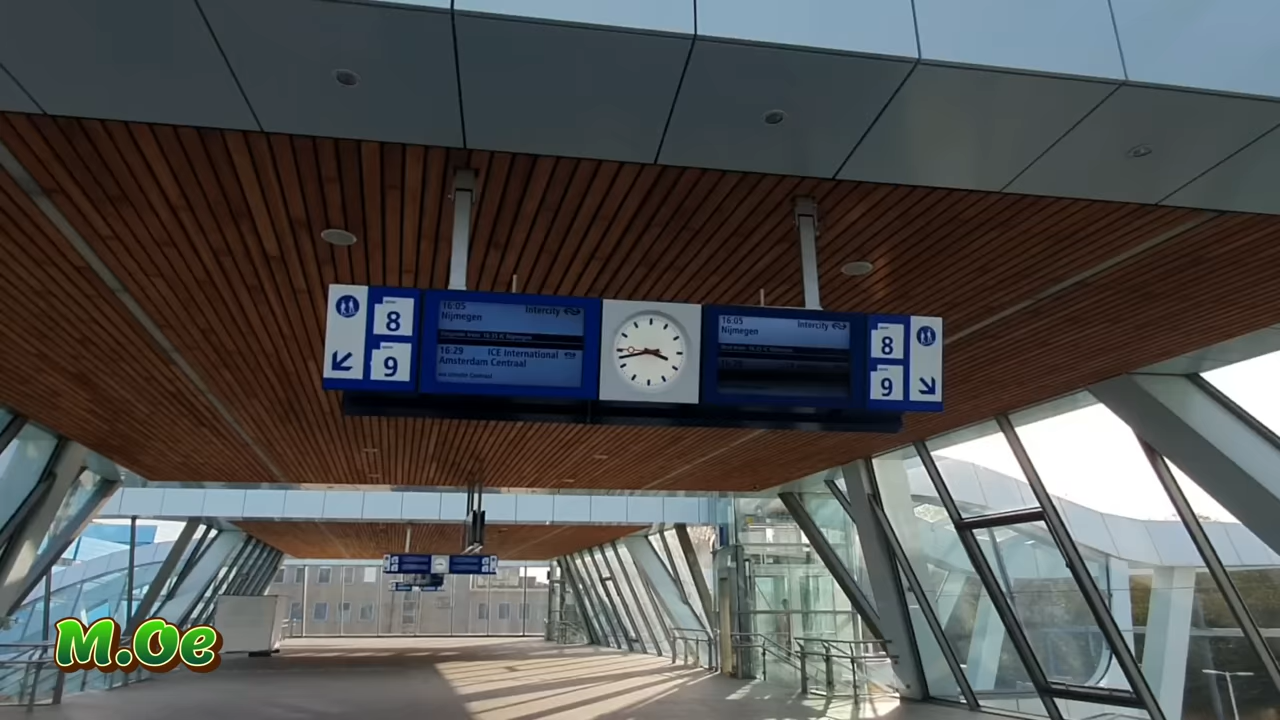 8
9
16:05
Intercity
Nijmegen
16:29
ICE International
Amsterdam Centraal
16:05
Intercity
Nijmegen
8
9
M.Oe